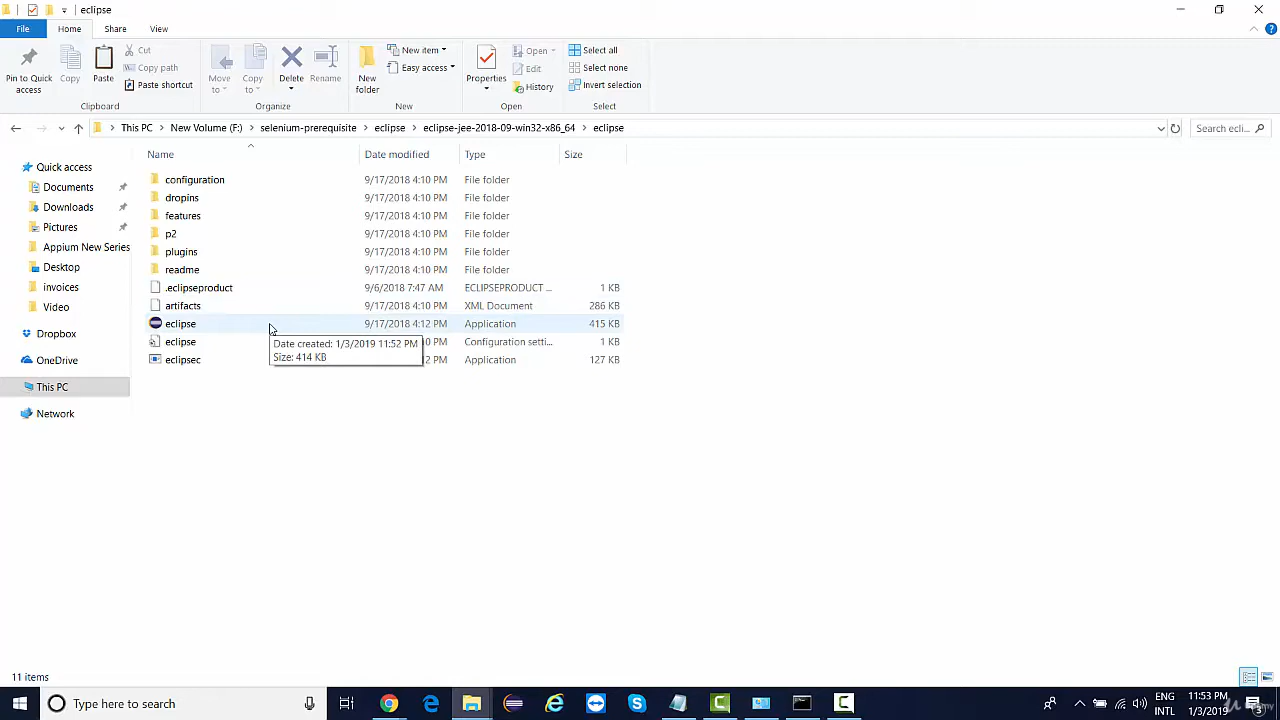 eclipse
File Home Share View
Pin to Quick access
Copy
Paste
Cut
Copy path
Paste shortcut
Clipboard
Move to
Copy to
Delete
Rename
Organize
New folder
New item
Easy access
New
Properties
Open
Edit
History
Open
Select all
Select none
Invert selection
Select
This PC New Volume (F:) selenium-prerequisite eclipse eclipse-jee-2018-09-win32-x86_64 eclipse
Search ecli...
Name Date modified Type Size
Quick access
Documents
Downloads
Pictures
Appium New Series
Desktop
invoices
Video
Dropbox
OneDrive
This PC
Network
configuration 9/17/2018 4:10 PM File folder
dropins 9/17/2018 4:10 PM File folder
features 9/17/2018 4:10 PM File folder
p2 9/17/2018 4:10 PM File folder
plugins 9/17/2018 4:10 PM File folder
readme 9/17/2018 4:10 PM File folder
.eclipseproduct 9/6/2018 7:47 AM ECLIPSEPRODUCT ... 1 KB
artifacts 9/17/2018 4:10 PM XML Document 286 KB
eclipse 9/17/2018 4:12 PM Application 415 KB
eclipse 0 PM Configuration setti... 1 KB
eclipsec 2 PM Application 127 KB
Date created: 1/3/2019 11:52 PM
Size: 414 KB
11 items
Type here to search
ENG
INTL
11:53 PM
1/3/2019